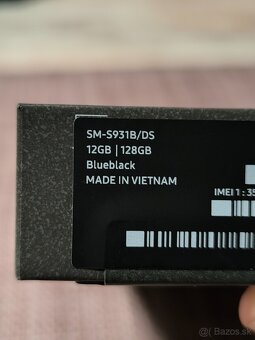 SM-S931B/DS
12GB | 128GB
Blueblack
MADE IN VIETNAM
IMEI 1 : 35
Bazos.sk